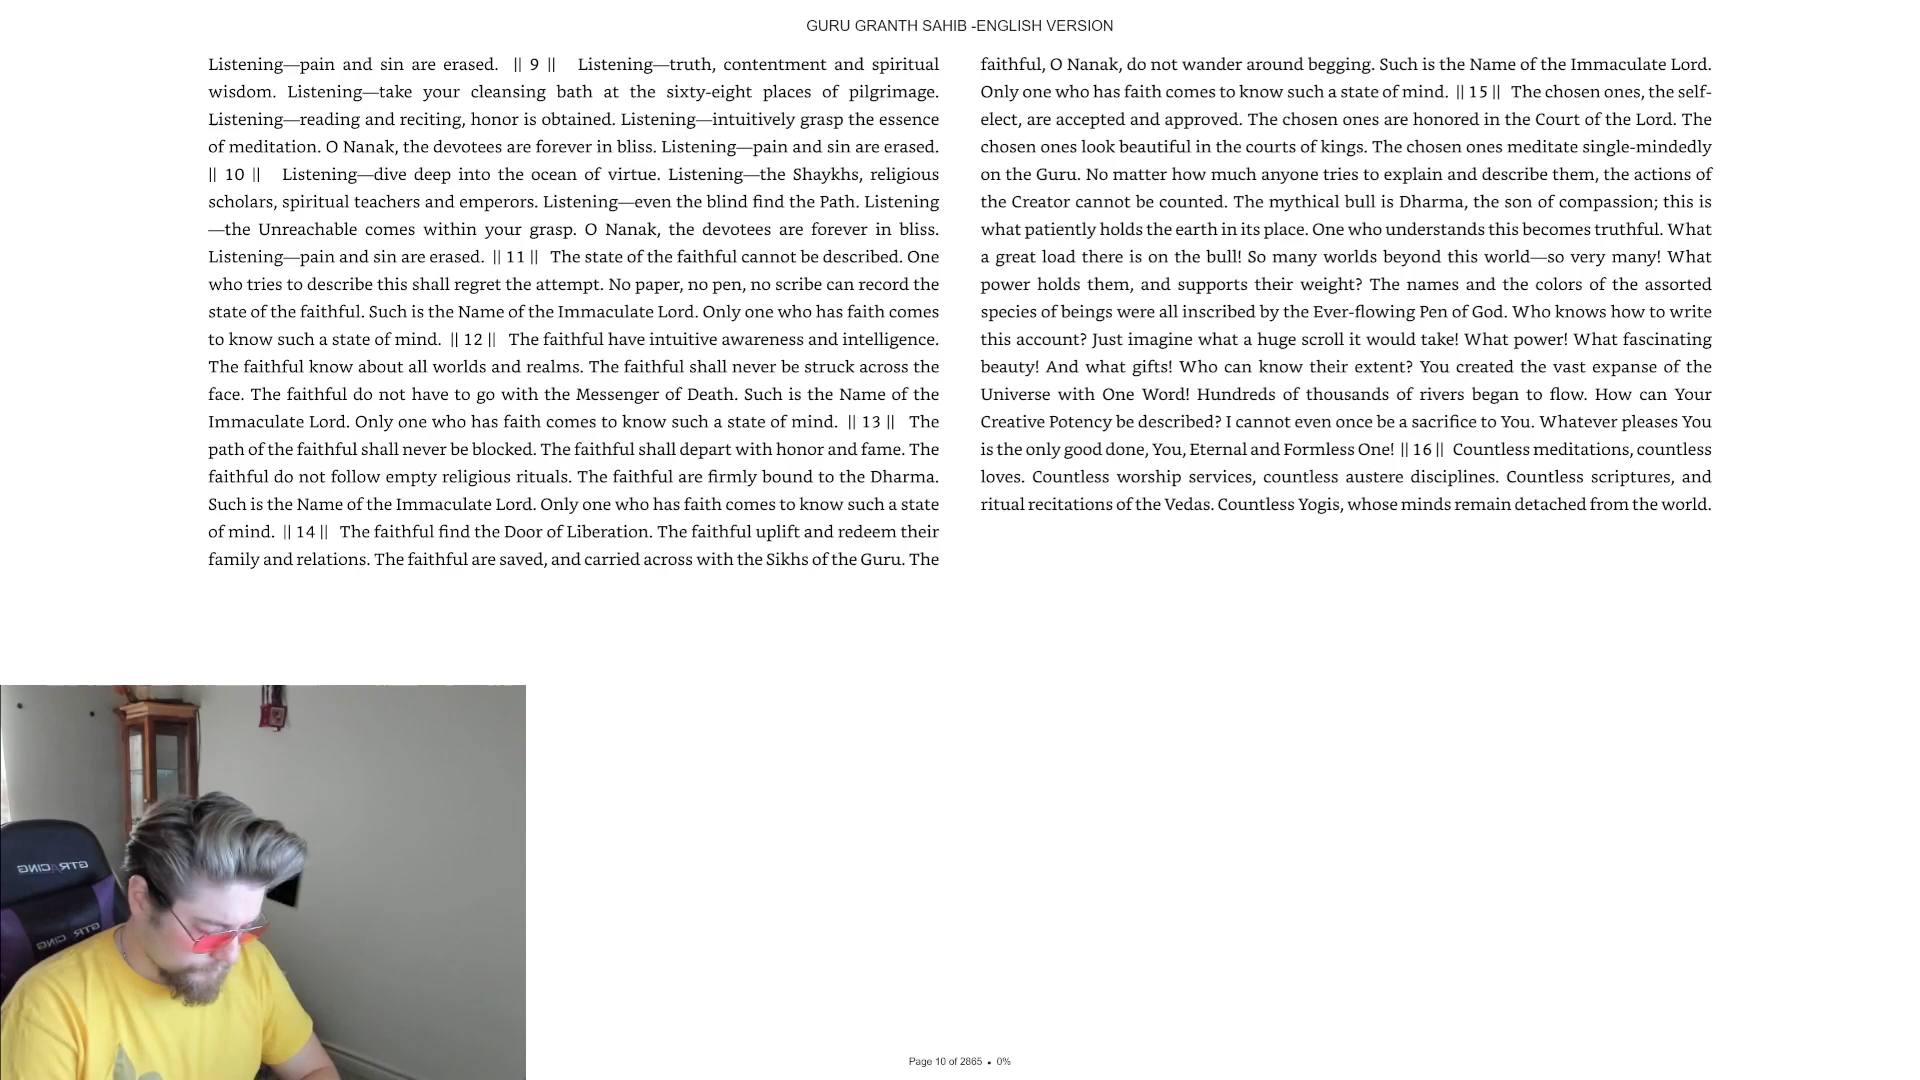 GURU GRANTH SAHIB -ENGLISH VERSION
Listening—pain and sin are erased. || 9 || Listening—truth, contentment and spiritual
wisdom. Listening—take your cleansing bath at the sixty-eight places of pilgrimage.
Listening—reading and reciting, honor is obtained. Listening—intuitively grasp the essence
of meditation. O Nanak, the devotees are forever in bliss. Listening—pain and sin are erased.
|| 10 || Listening—dive deep into the ocean of virtue. Listening—the Shaykhs, religious
scholars, spiritual teachers and emperors. Listening—even the blind find the Path. Listening
—the Unreachable comes within your grasp. O Nanak, the devotees are forever in bliss.
Listening—pain and sin are erased. || 11 || The state of the faithful cannot be described. One
who tries to describe this shall regret the attempt. No paper, no pen, no scribe can record the
state of the faithful. Such is the Name of the Immaculate Lord. Only one who has faith comes
to know such a state of mind. || 12 || The faithful have intuitive awareness and intelligence.
The faithful know about all worlds and realms. The faithful shall never be struck across the
face. The faithful do not have to go with the Messenger of Death. Such is the Name of the
Immaculate Lord. Only one who has faith comes to know such a state of mind. || 13 || The
path of the faithful shall never be blocked. The faithful shall depart with honor and fame. The
faithful do not follow empty religious rituals. The faithful are firmly bound to the Dharma.
Such is the Name of the Immaculate Lord. Only one who has faith comes to know such a state
of mind. || 14 || The faithful find the Door of Liberation. The faithful uplift and redeem their
family and relations. The faithful are saved, and carried across with the Sikhs of the Guru. The
faithful, O Nanak, do not wander around begging. Such is the Name of the Immaculate Lord.
Only one who has faith comes to know such a state of mind. || 15 || The chosen ones, the self-
elect, are accepted and approved. The chosen ones are honored in the Court of the Lord. The
chosen ones look beautiful in the courts of kings. The chosen ones meditate single-mindedly
on the Guru. No matter how much anyone tries to explain and describe them, the actions of
the Creator cannot be counted. The mythical bull is Dharma, the son of compassion; this is
what patiently holds the earth in its place. One who understands this becomes truthful. What
a great load there is on the bull! So many worlds beyond this world—so very many! What
power holds them, and supports their weight? The names and the colors of the assorted
species of beings were all inscribed by the Ever-flowing Pen of God. Who knows how to write
this account? Just imagine what a huge scroll it would take! What power! What fascinating
beauty! And what gifts! Who can know their extent? You created the vast expanse of the
Universe with One Word! Hundreds of thousands of rivers began to flow. How can Your
Creative Potency be described? I cannot even once be a sacrifice to You. Whatever pleases You
is the only good done, You, Eternal and Formless One! || 16 || Countless meditations, countless
loves. Countless worship services, countless austere disciplines. Countless scriptures, and
ritual recitations of the Vedas. Countless Yogis, whose minds remain detached from the world.
GTRACING
GTRACING
Page 10 of 2865 • 0%